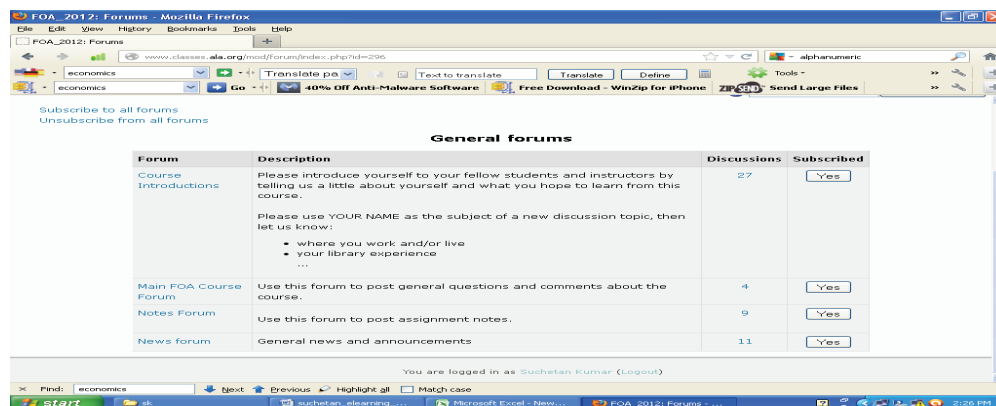 FOA_2012: Forums - Mozilla Firefox
File Edit View History Bookmarks Tools Help
FOA_2012: Forums
www.classes.ala.org/mod/forum/index.php?id=296 alphanumeric
economics Translate pa Text to translate Translate Define Tools
economics Go 40% Off Anti-Malware Software Free Download - WinZip for iPhone ZIP SEND Send Large Files
Subscribe to all forums
Unsubscribe from all forums
General forums
Forum Description Discussions Subscribed
Course Please introduce yourself to your fellow students and instructors by 27 Yes
Introductions telling us a little about yourself and what you hope to learn from this
course.
Please use YOUR NAME as the subject of a new discussion topic, then
let us know:
• where you work and/or live
• your library experience
...
Main FOA Course Use this forum to post general questions and comments about the 4 Yes
Forum course.
Notes Forum Use this forum to post assignment notes. 9 Yes
News forum General news and announcements 11 Yes
You are logged in as Suchetan Kumar (Logout)
Find: economics Next Previous Highlight all Match case
start sk suchetan_elearning_... Microsoft Excel - New... FOA_2012: Forums - ... 2:26 PM